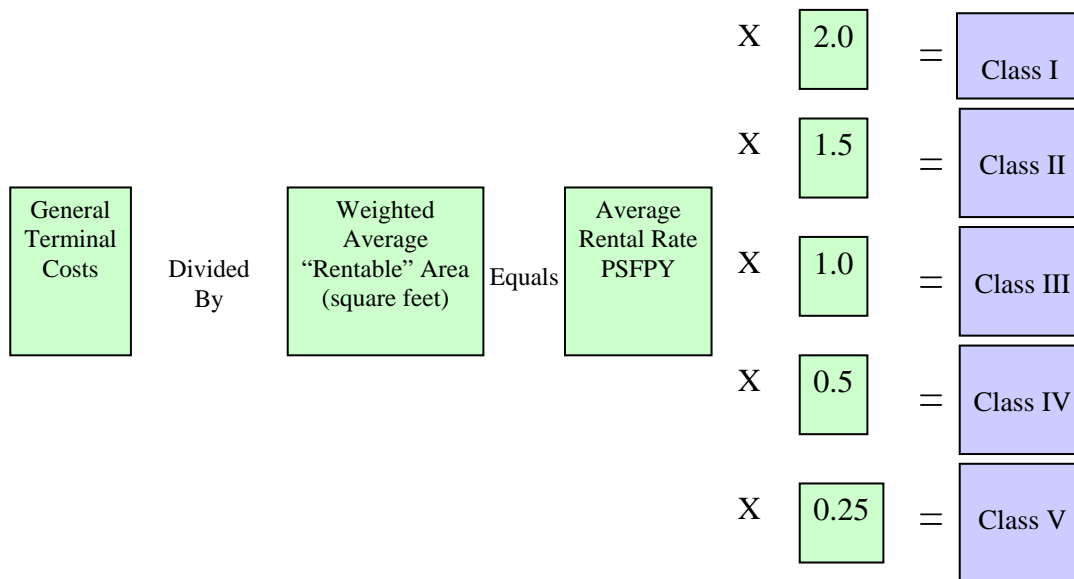 X 2.0 = Class I
X 1.5 = Class II
General
Terminal
Costs
Divided
By
Weighted
Average
“Rentable” Area
(square feet)
Equals
Average
Rental Rate
PSFPY
X 1.0 = Class III
X 0.5 = Class IV
X 0.25 = Class V